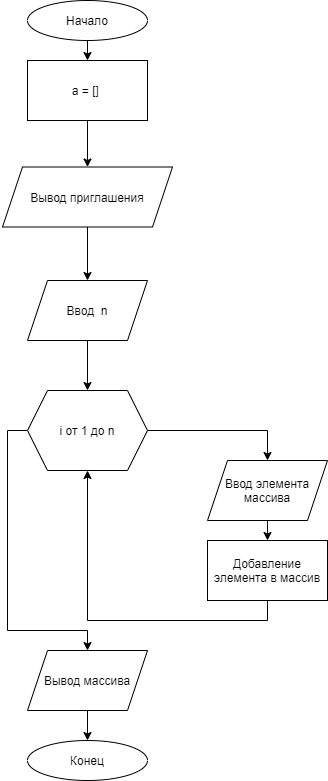 Начало
a = []
Вывод приглашения
Ввод n
i от 1 до n
Ввод элемента
массива
Добавление
элемента в массив
Вывод массива
Конец